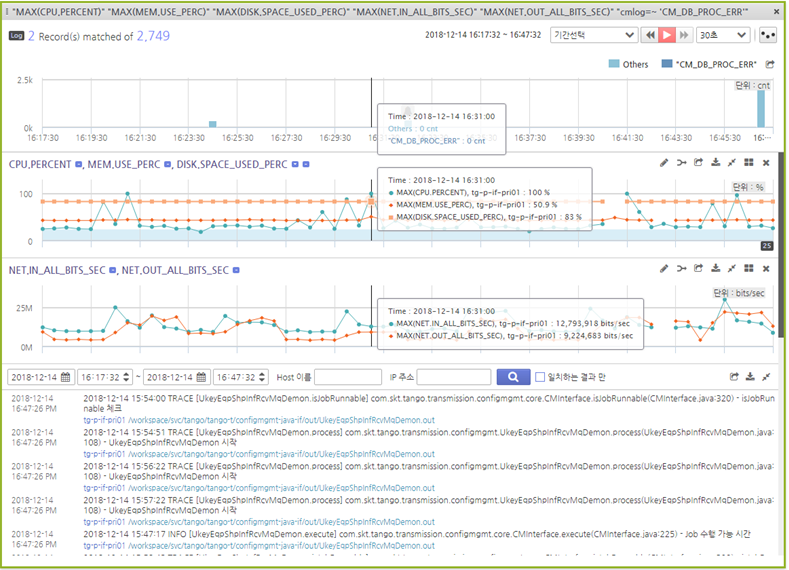 "MAX(CPU,PERCENT)" "MAX(MEM,USE_PERC)" "MAX(DISK,SPACE_USED_PERC)" "MAX(NET,IN_ALL_BITS_SEC)" "MAX(NET,OUT_ALL_BITS_SEC)" "cmlog=~ 'CM_DB_PROC_ERR'"
Log 2 Record(s) matched of 2,749
2018-12-14 16:17:32 ~ 16:47:32 기간선택 30초
Others "CM_DB_PROC_ERR"
단위 : cnt
2.5k
0k
16:17:30 16:19:30 16:21:30 16:23:30 16:25:30 16:27:30 16:29:30 16:37:30 16:39:30 16:41:30 16:43:30 16:45:30 16:...
Time : 2018-12-14 16:31:00
Others : 0 cnt
"CM_DB_PROC_ERR" : 0 cnt
CPU,PERCENT, MEM,USE_PERC, DISK,SPACE_USED_PERC
단위 : %
100
0
Time : 2018-12-14 16:31:00
MAX(CPU.PERCENT), tg-p-if-pri01 : 100 %
MAX(MEM.USE_PERC), tg-p-if-pri01 : 50.9 %
MAX(DISK.SPACE_USED_PERC), tg-p-if-pri01 : 83 %
25
NET,IN_ALL_BITS_SEC, NET,OUT_ALL_BITS_SEC
단위 : bits/sec
25M
0M
Time : 2018-12-14 16:31:00
MAX(NET.IN_ALL_BITS_SEC), tg-p-if-pri01 : 12,793,918 bits/sec
MAX(NET.OUT_ALL_BITS_SEC), tg-p-if-pri01 : 9,224,683 bits/sec
2018-12-14 16:17:32 ~ 2018-12-14 16:47:32 Host 이름 IP 주소 일치하는 결과 만
2018-12-14 16:47:26 PM
2018-12-14 15:54:00 TRACE [UkeyEqpShpInfRcvMqDemon.isJobRunnable] com.skt.tango.transmission.configmgmt.core.CMInterface.isJobRunnable(CMInterface.java:320) - isJobRun
nable 체크
tg-p-if-pri01 /workspace/svc/tango/tango-t/configmgmt-java-if/out/UkeyEqpShpInfRcvMqDemon.out
2018-12-14 16:47:26 PM
2018-12-14 15:54:51 TRACE [UkeyEqpShpInfRcvMqDemon.process] com.skt.tango.transmission.configmgmt.UkeyEqpShpInfRcvMqDemon.process(UkeyEqpShpInfRcvMqDemon.java:
108) - UkeyEqpShpInfRcvMqDemon 시작
tg-p-if-pri01 /workspace/svc/tango/tango-t/configmgmt-java-if/out/UkeyEqpShpInfRcvMqDemon.out
2018-12-14 16:47:26 PM
2018-12-14 15:56:22 TRACE [UkeyEqpShpInfRcvMqDemon.process] com.skt.tango.transmission.configmgmt.UkeyEqpShpInfRcvMqDemon.process(UkeyEqpShpInfRcvMqDemon.java:
108) - UkeyEqpShpInfRcvMqDemon 시작
tg-p-if-pri01 /workspace/svc/tango/tango-t/configmgmt-java-if/out/UkeyEqpShpInfRcvMqDemon.out
2018-12-14 16:47:26 PM
2018-12-14 15:57:22 TRACE [UkeyEqpShpInfRcvMqDemon.process] com.skt.tango.transmission.configmgmt.UkeyEqpShpInfRcvMqDemon.process(UkeyEqpShpInfRcvMqDemon.java:
108) - UkeyEqpShpInfRcvMqDemon 시작
tg-p-if-pri01 /workspace/svc/tango/tango-t/configmgmt-java-if/out/UkeyEqpShpInfRcvMqDemon.out
2018-12-14 16:47:26 PM
2018-12-14 15:47:17 INFO [UkeyEqpShpInfRcvMqDemon.execute] com.skt.tango.transmission.configmgmt.core.CMInterface.execute(CMInterface.java:225) - Job 수행 가능 시간
tg-p-if-pri01 /workspace/svc/tango/tango-t/configmgmt-java-if/out/UkeyEqpShpInfRcvMqDemon.out